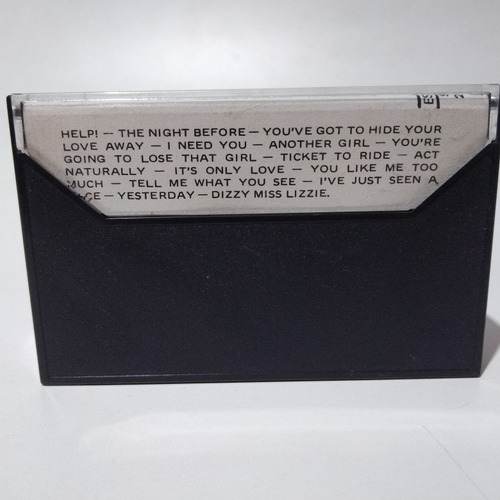 HELP! — THE NIGHT BEFORE — YOU'VE GOT TO HIDE YOUR
LOVE AWAY — I NEED YOU — ANOTHER GIRL — YOU'RE
GOING TO LOSE THAT GIRL — TICKET TO RIDE — ACT
NATURALLY — IT'S ONLY LOVE — YOU LIKE ME TOO
MUCH — TELL ME WHAT YOU SEE — I'VE JUST SEEN A
FACE — YESTERDAY — DIZZY MISS LIZZIE.